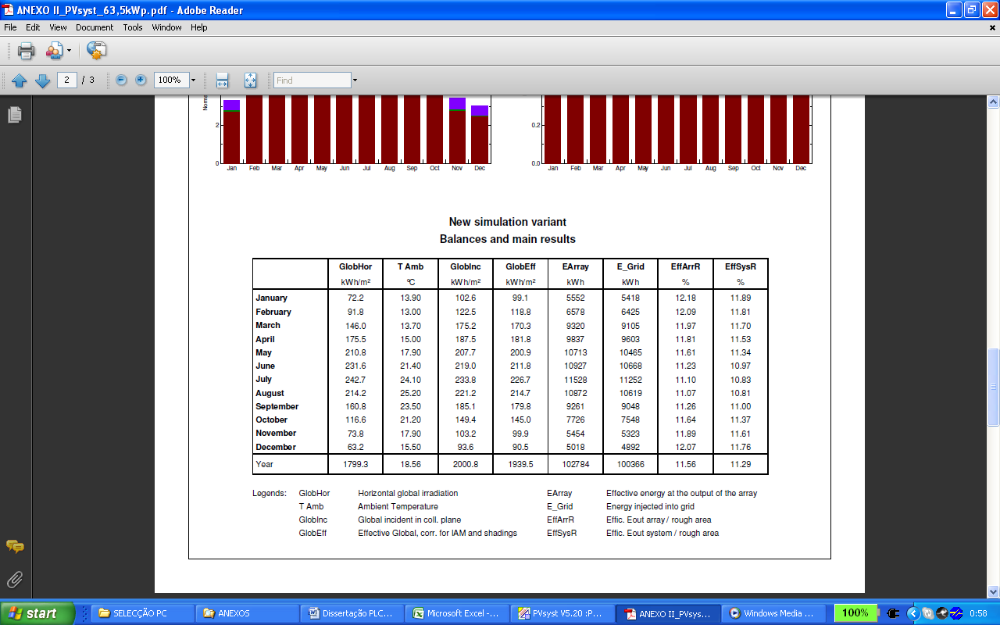 ANEXO II_PVsyst_63,5kWp.pdf - Adobe Reader
File Edit View Document Tools Window Help
2 / 3 100% Find
2
0
Jan Feb Mar Apr May Jun Jul Aug Sep Oct Nov Dec
0.2
0.0
Jan Feb Mar Apr May Jun Jul Aug Sep Oct Nov Dec
New simulation variant
Balances and main results
GlobHor T Amb GlobInc GlobEff EArray E_Grid EffArrR EffSysR
kWh/m² °C kWh/m² kWh/m² kWh kWh % %
January 72.2 13.90 102.6 99.1 5552 5418 12.18 11.89
February 91.8 13.00 122.5 118.8 6578 6425 12.09 11.81
March 146.0 13.70 175.2 170.3 9320 9105 11.97 11.70
April 175.5 15.00 187.5 181.8 9837 9603 11.81 11.53
May 210.8 17.90 207.7 200.9 10713 10465 11.61 11.34
June 231.6 21.40 219.0 211.8 10927 10668 11.23 10.97
July 242.7 24.10 233.8 226.7 11528 11252 11.10 10.83
August 214.2 25.20 221.2 214.7 10872 10619 11.07 10.81
September 160.8 23.50 185.1 179.8 9261 9048 11.26 11.00
October 116.6 21.20 149.4 145.0 7726 7548 11.64 11.37
November 73.8 17.90 103.2 99.9 5454 5323 11.89 11.61
December 63.2 15.50 93.6 90.5 5018 4892 12.07 11.76
Year 1799.3 18.56 2000.8 1939.5 102784 100366 11.56 11.29
Legends: GlobHor Horizontal global irradiation EArray Effective energy at the output of the array
T Amb Ambient Temperature E_Grid Energy injected into grid
GlobInc Global incident in coll. plane EffArrR Effic. Eout array / rough area
GlobEff Effective Global, corr. for IAM and shadings EffSysR Effic. Eout system / rough area
start SELECÇÃO PC ANEXOS Dissertação PLC... Microsoft Excel -... PVsyst V5.20 :P... ANEXO II_PVsys... Windows Media ... 100% 0:58